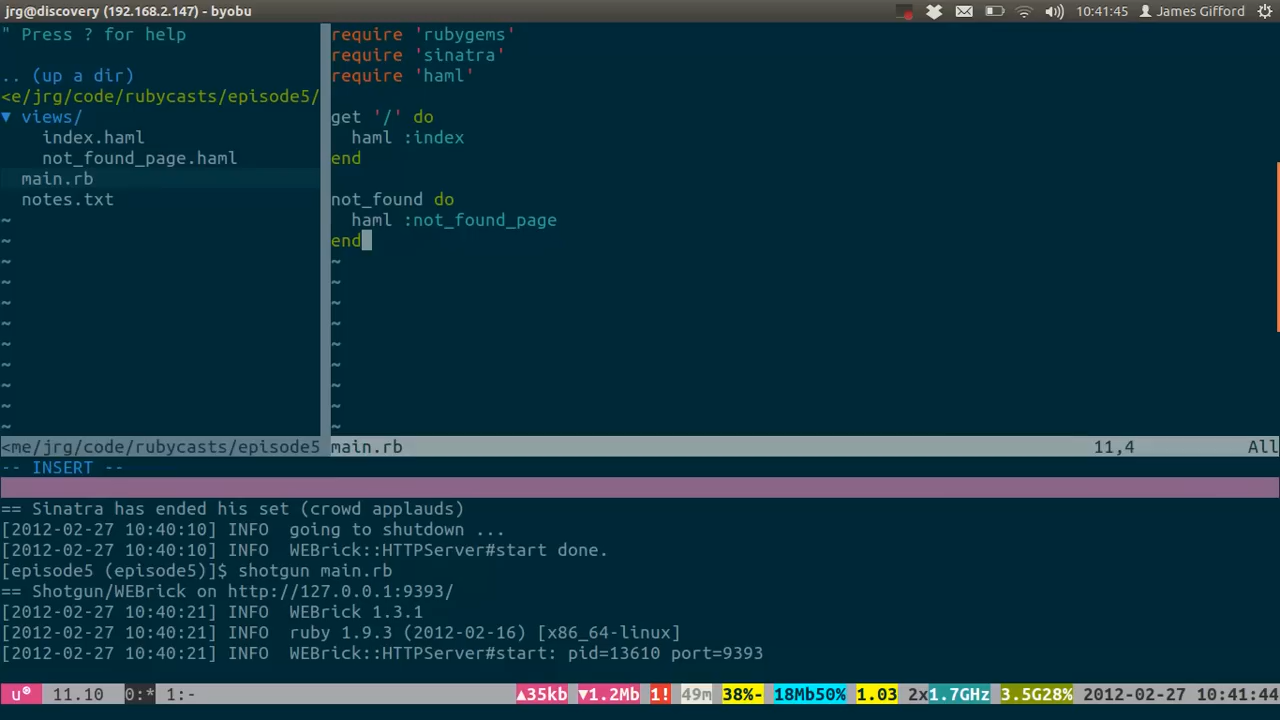 jrg@discovery (192.168.2.147) - byobu
10:41:45
James Gifford
" Press ? for help
.. (up a dir)
<e/jrg/code/rubycasts/episode5/
▼ views/
index.haml
not_found_page.haml
main.rb
notes.txt
~
~
~
~
~
~
~
~
~
~
~
<me/jrg/code/rubycasts/episode5
require 'rubygems'
require 'sinatra'
require 'haml'
get '/' do
haml :index
end
not_found do
haml :not_found_page
end
~
~
~
~
~
~
~
~
~
main.rb 11,4 All
-- INSERT --
== Sinatra has ended his set (crowd applauds)
[2012-02-27 10:40:10] INFO going to shutdown ...
[2012-02-27 10:40:10] INFO WEBrick::HTTPServer#start done.
[episode5 (episode5)]$ shotgun main.rb
== Shotgun/WEBrick on http://127.0.0.1:9393/
[2012-02-27 10:40:21] INFO WEBrick 1.3.1
[2012-02-27 10:40:21] INFO ruby 1.9.3 (2012-02-16) [x86_64-linux]
[2012-02-27 10:40:21] INFO WEBrick::HTTPServer#start: pid=13610 port=9393
u® 11.10 0:* 1:- ▲35kb ▼1.2Mb 1! 49m 38%- 18Mb50% 1.03 2x1.7GHz 3.5G28% 2012-02-27 10:41:44